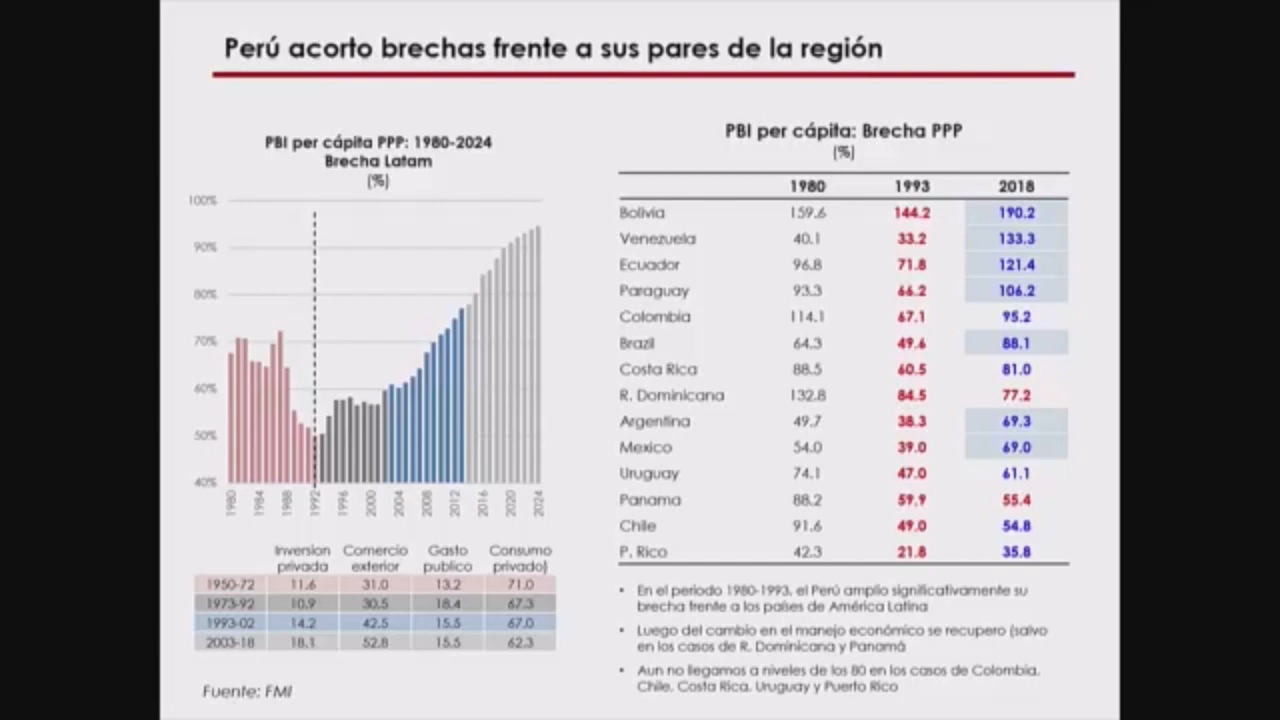 Perú acorto brechas frente a sus pares de la región
PBI per cápita PPP: 1980-2024
Brecha Latam
(%)
100%
90%
80%
70%
60%
50%
40%
1980 1984 1988 1992 1996 2000 2004 2008 2012 2016 2020 2024
Inversion privada Comercio exterior Gasto publico Consumo privado)
1950-72 11.6 31.0 13.2 71.0
1973-92 10.9 30.5 18.4 67.3
1993-02 14.2 42.5 15.5 67.0
2003-18 18.1 52.8 15.5 62.3
Fuente: FMI
PBI per cápita: Brecha PPP
(%)
1980 1993 2018
Bolivia 159.6 144.2 190.2
Venezuela 40.1 33.2 133.3
Ecuador 96.8 71.8 121.4
Paraguay 93.3 66.2 106.2
Colombia 114.1 67.1 95.2
Brazil 64.3 49.6 88.1
Costa Rica 88.5 60.5 81.0
R. Dominicana 132.8 84.5 77.2
Argentina 49.7 38.3 69.3
Mexico 54.0 39.0 69.0
Uruguay 74.1 47.0 61.1
Panama 88.2 59.9 55.4
Chile 91.6 49.0 54.8
P. Rico 42.3 21.8 35.8
• En el periodo 1980-1993, el Perú amplio significativamente su
brecha frente a los países de América Latina
• Luego del cambio en el manejo económico se recupero (salvo
en los casos de R. Dominicana y Panamá
• Aun no llegamos a niveles de los 80 en los casos de Colombia,
Chile, Costa Rica, Uruguay y Puerto Rico